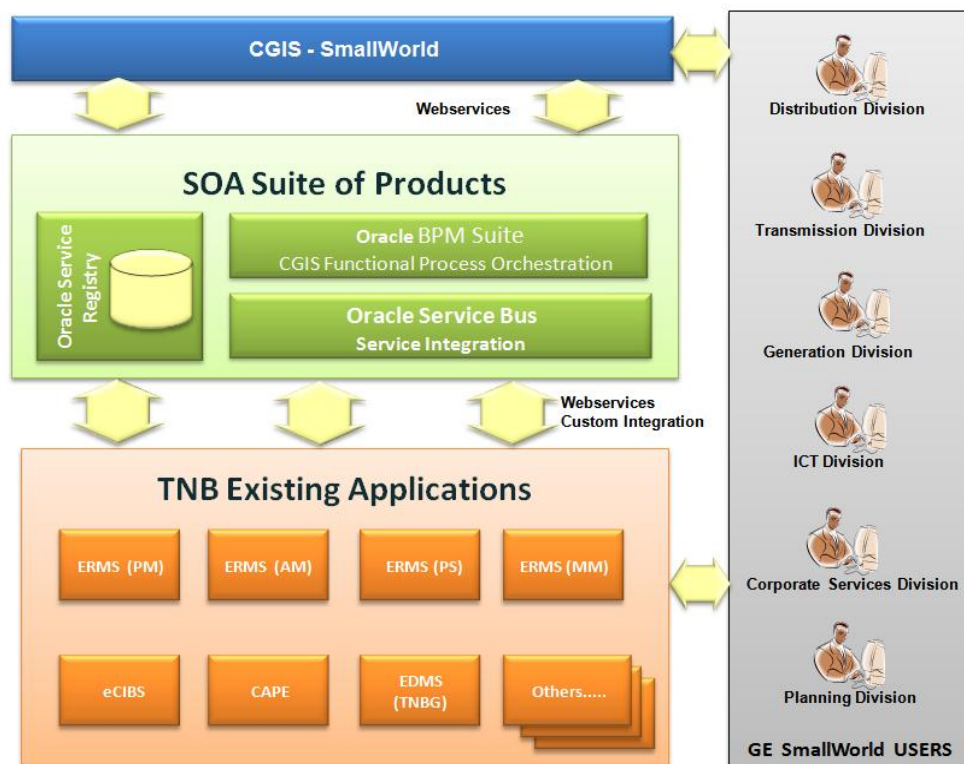 CGIS - SmallWorld
Webservices
SOA Suite of Products
Oracle Service
Registry
Oracle BPM Suite
CGIS Functional Process Orchestration
Oracle Service Bus
Service Integration
Webservices
Custom Integration
TNB Existing Applications
ERMS (PM)
ERMS (AM)
ERMS (PS)
ERMS (MM)
eCIBS
CAPE
EDMS
(TNBG)
Others.....
Distribution Division
Transmission Division
Generation Division
ICT Division
Corporate Services Division
Planning Division
GE SmallWorld USERS